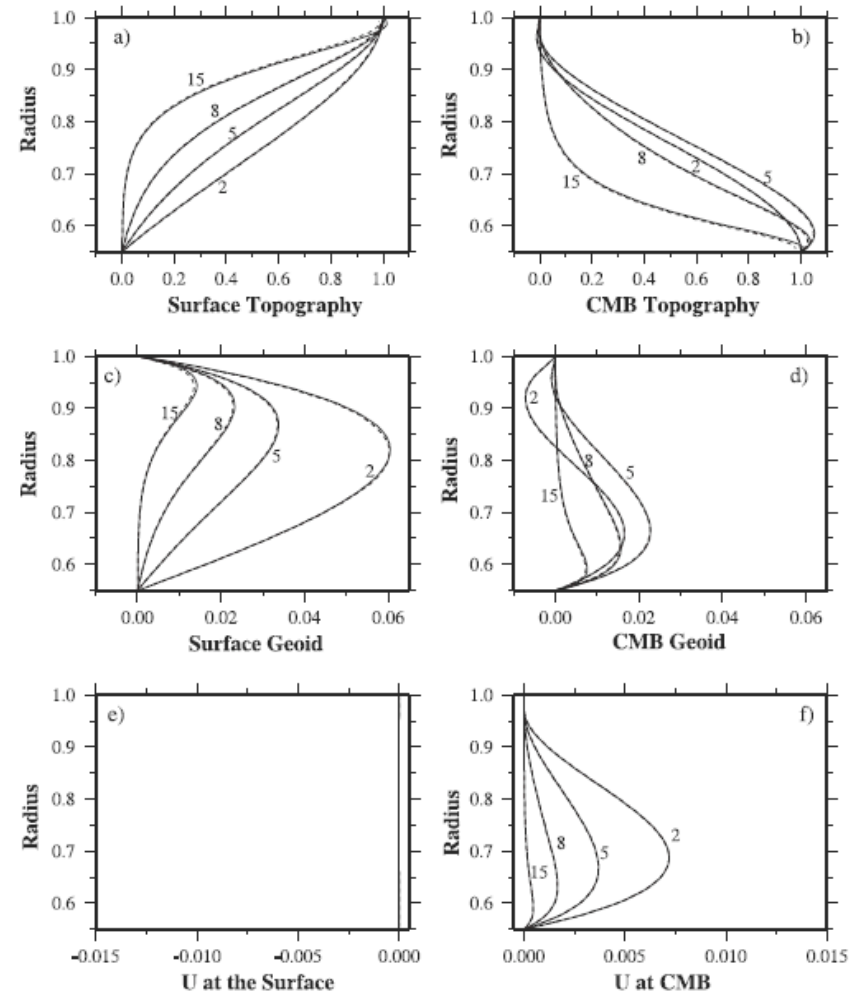 a)
1.0
0.9
0.8
0.7
0.6
Radius
15
8
5
2
0.0 0.2 0.4 0.6 0.8 1.0
Surface Topography
b)
1.0
0.9
0.8
0.7
0.6
Radius
8
2
5
15
0.0 0.2 0.4 0.6 0.8 1.0
CMB Topography
c)
1.0
0.9
0.8
0.7
0.6
Radius
15
8
5
2
0.00 0.02 0.04 0.06
Surface Geoid
d)
1.0
0.9
0.8
0.7
0.6
Radius
2
8
5
15
0.00 0.02 0.04 0.06
CMB Geoid
e)
1.0
0.9
0.8
0.7
0.6
Radius
-0.015 -0.010 -0.005 0.000
U at the Surface
f)
1.0
0.9
0.8
0.7
0.6
Radius
2
8
5
15
0.000 0.005 0.010 0.015
U at CMB